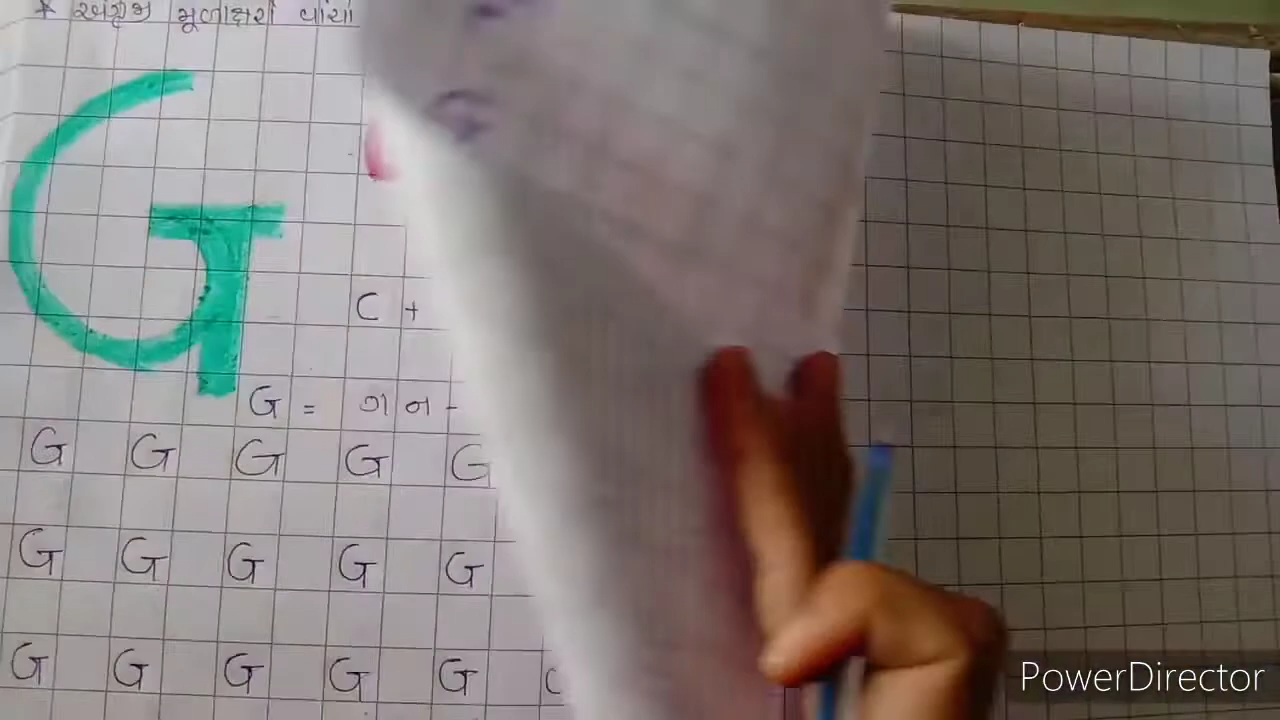 * અંગ્રેજી મૂળાક્ષરો વાંચો
G
C +
G = ગ ન -
G G G G G
G G G G G
G G G G G C
PowerDirector